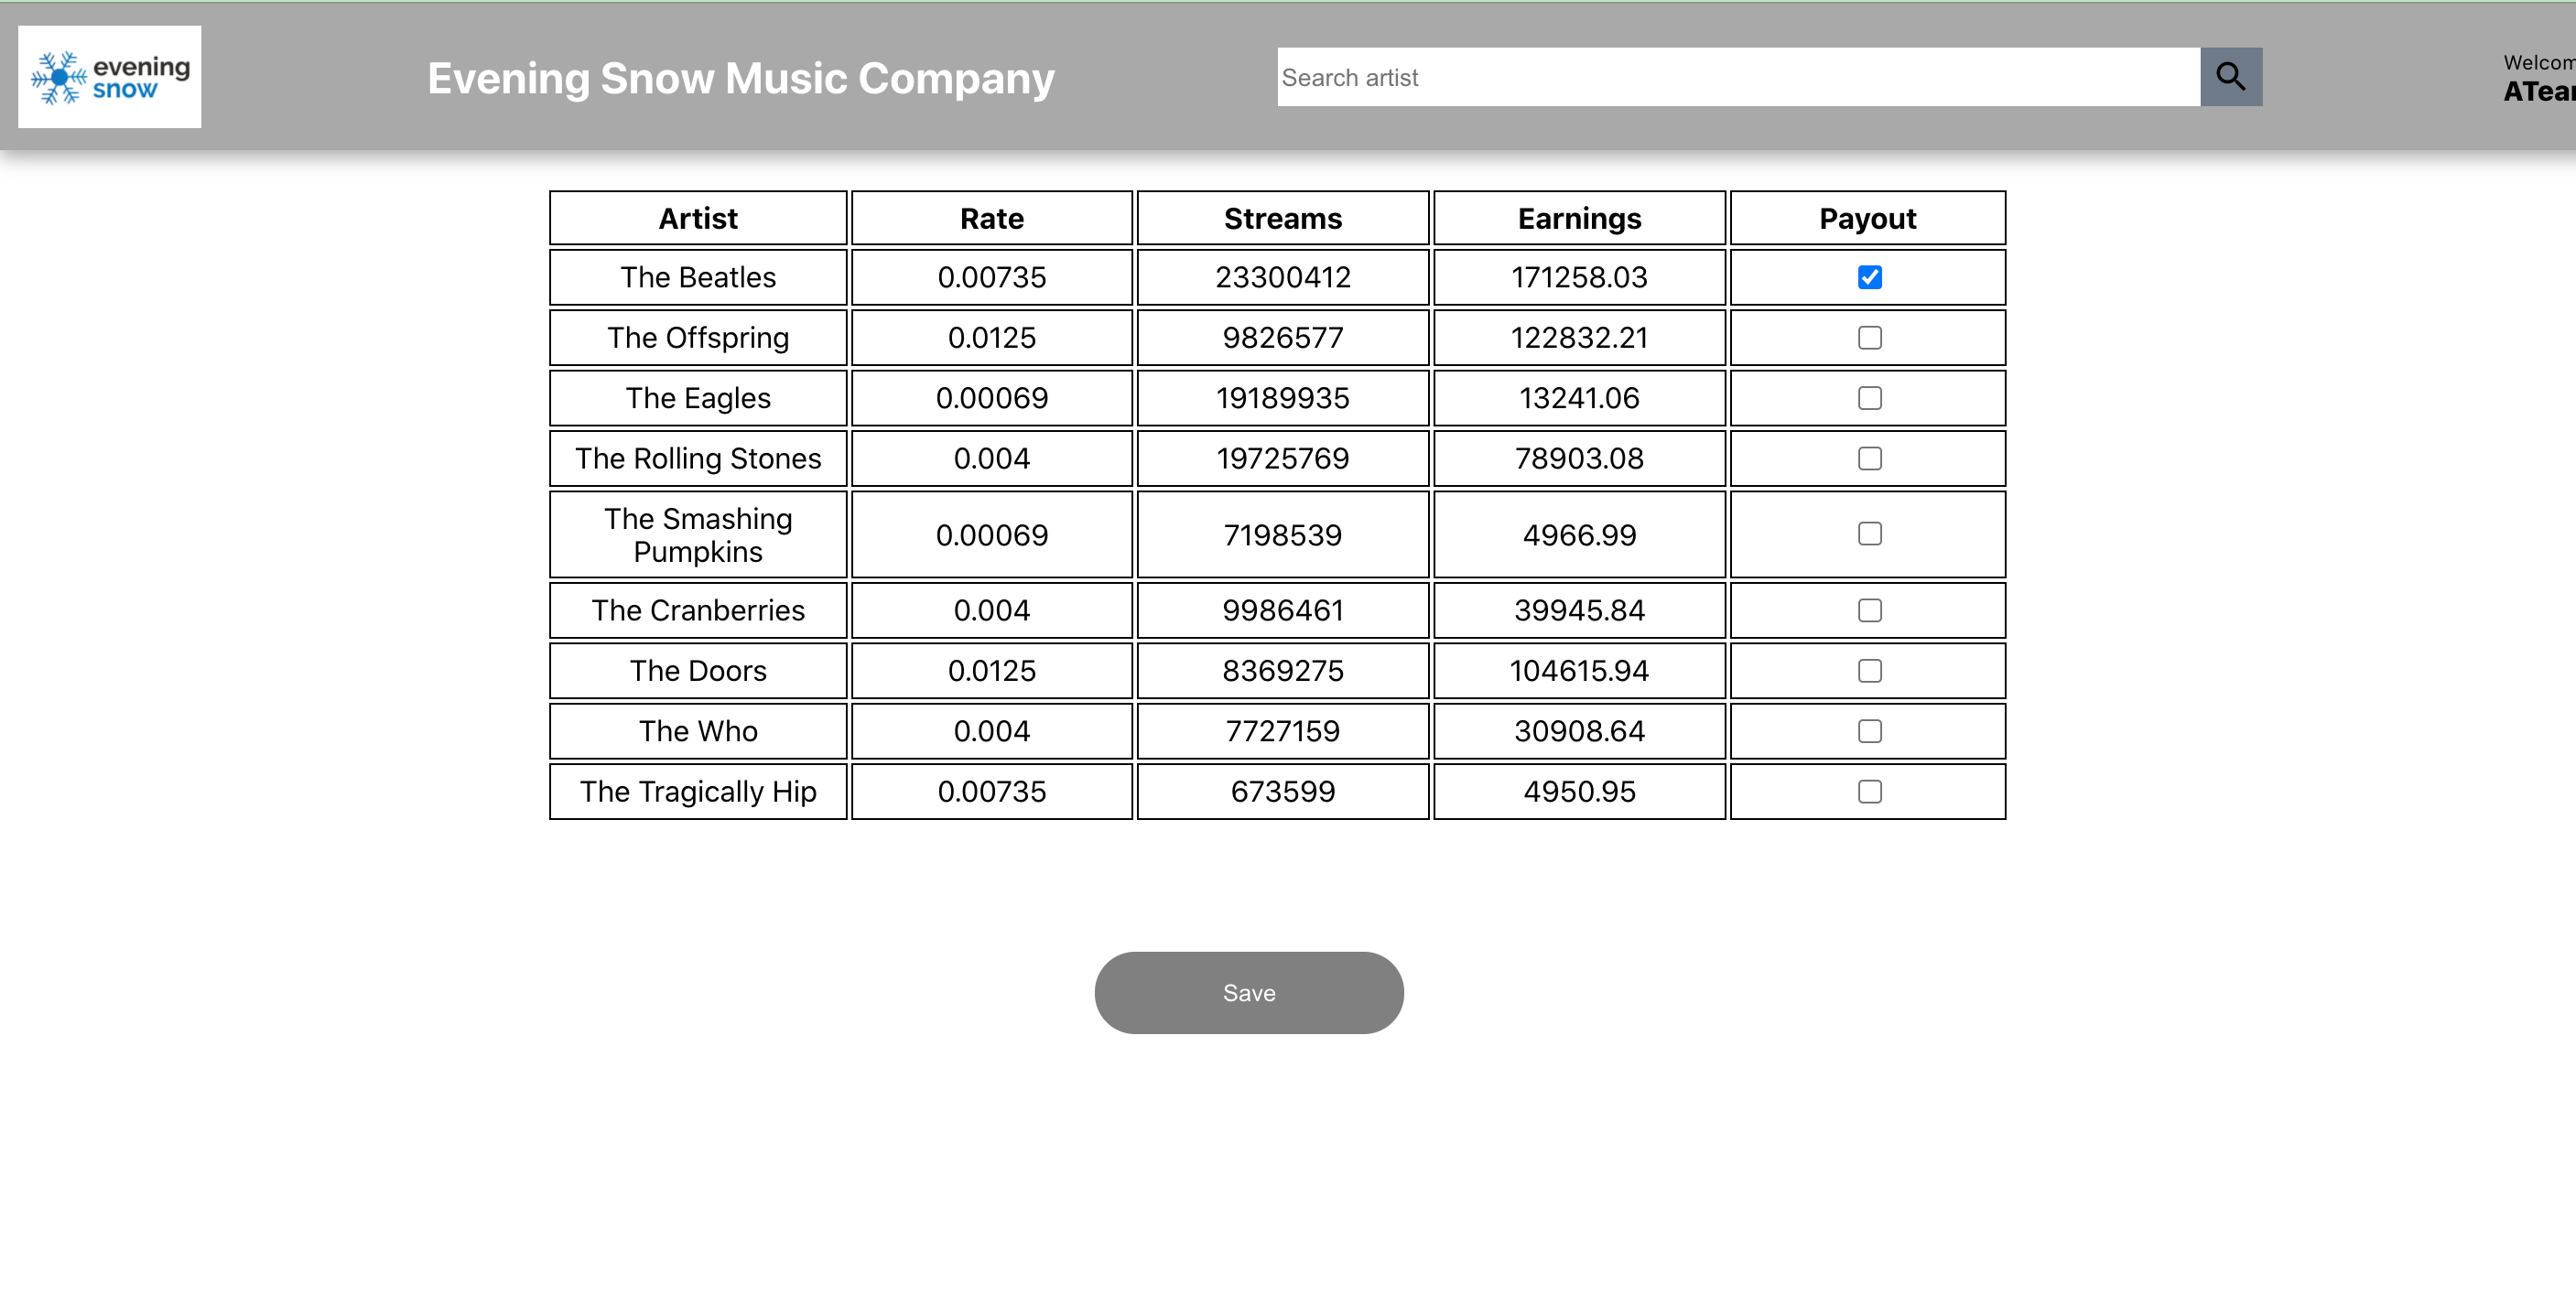 evening
snow
Evening Snow Music Company
Search artist
Welcom
ATea
Artist Rate Streams Earnings Payout
The Beatles 0.00735 23300412 171258.03
The Offspring 0.0125 9826577 122832.21
The Eagles 0.00069 19189935 13241.06
The Rolling Stones 0.004 19725769 78903.08
The Smashing
Pumpkins 0.00069 7198539 4966.99
The Cranberries 0.004 9986461 39945.84
The Doors 0.0125 8369275 104615.94
The Who 0.004 7727159 30908.64
The Tragically Hip 0.00735 673599 4950.95
Save